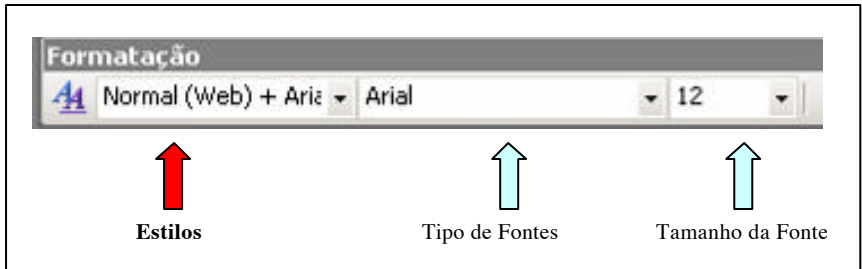 Formatação
Normal (Web) + Aria Arial 12
Estilos Tipo de Fontes Tamanho da Fonte